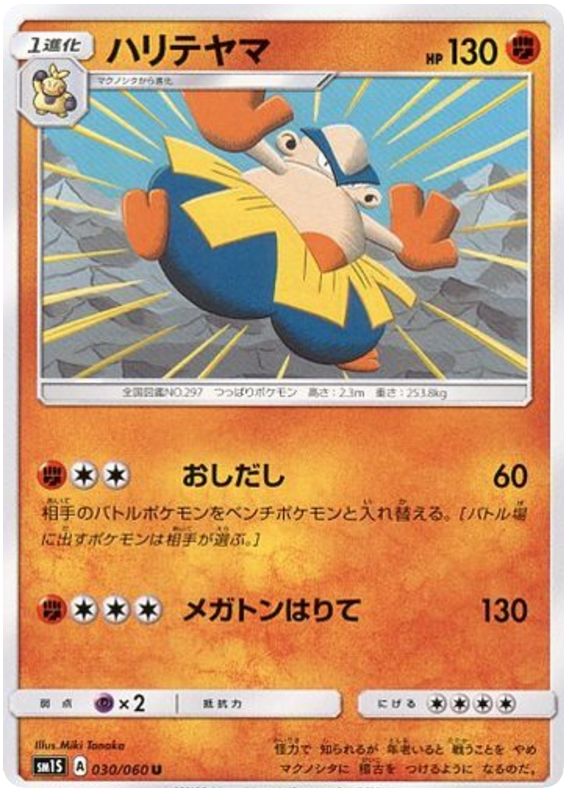 1進化 ハリテヤマ HP 130
マクノシタから進化
全国図鑑NO.297 つっぱりポケモン 高さ：2.3m 重さ：253.8kg
おしだし 60
相手のバトルポケモンをベンチポケモンと入れ替える。[バトル場
に出すポケモンは相手が選ぶ。]
メガトンはりて 130
弱点 ×2 抵抗力 にげる
Illus.Miki Tanaka
SM1S A 030/060 U
怪力で 知られるが 年老いると 戦うことを やめ
マクノシタに 稽古を つけるようになるのだ。